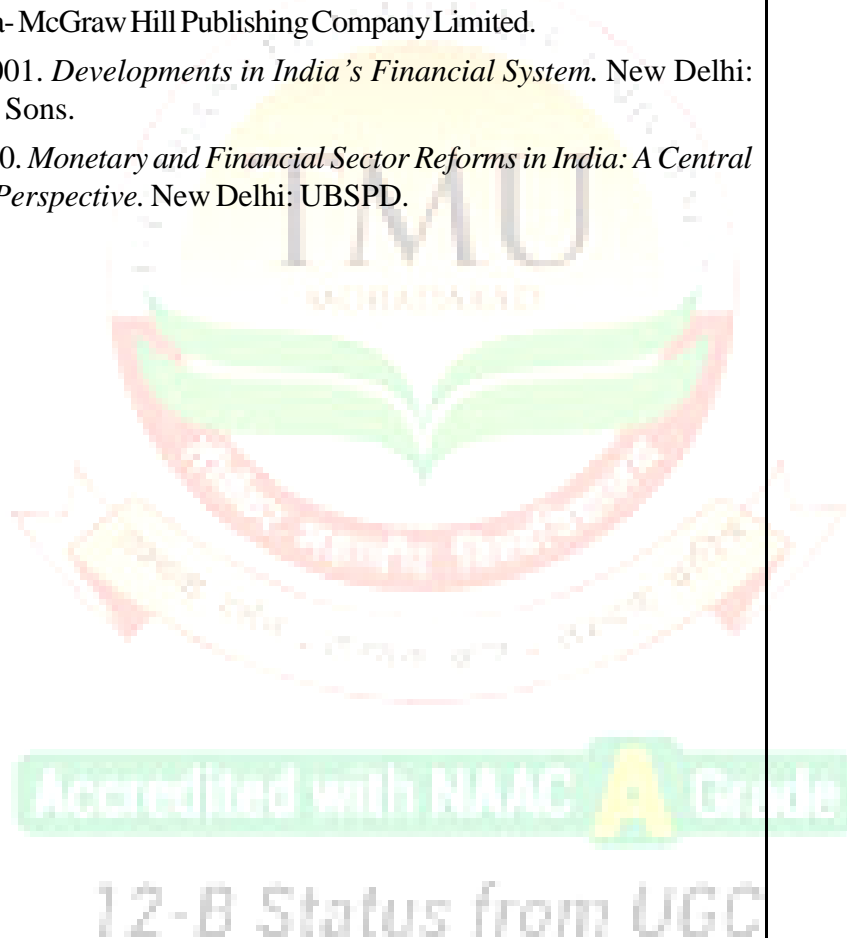 a- McGraw Hill Publishing Company Limited.
001. Developments in India’s Financial System. New Delhi:
Sons.
0. Monetary and Financial Sector Reforms in India: A Central
Perspective. New Delhi: UBSPD.
TMU
MORADABAD
Accredited with NAAC A Grade
12-B Status from UGC